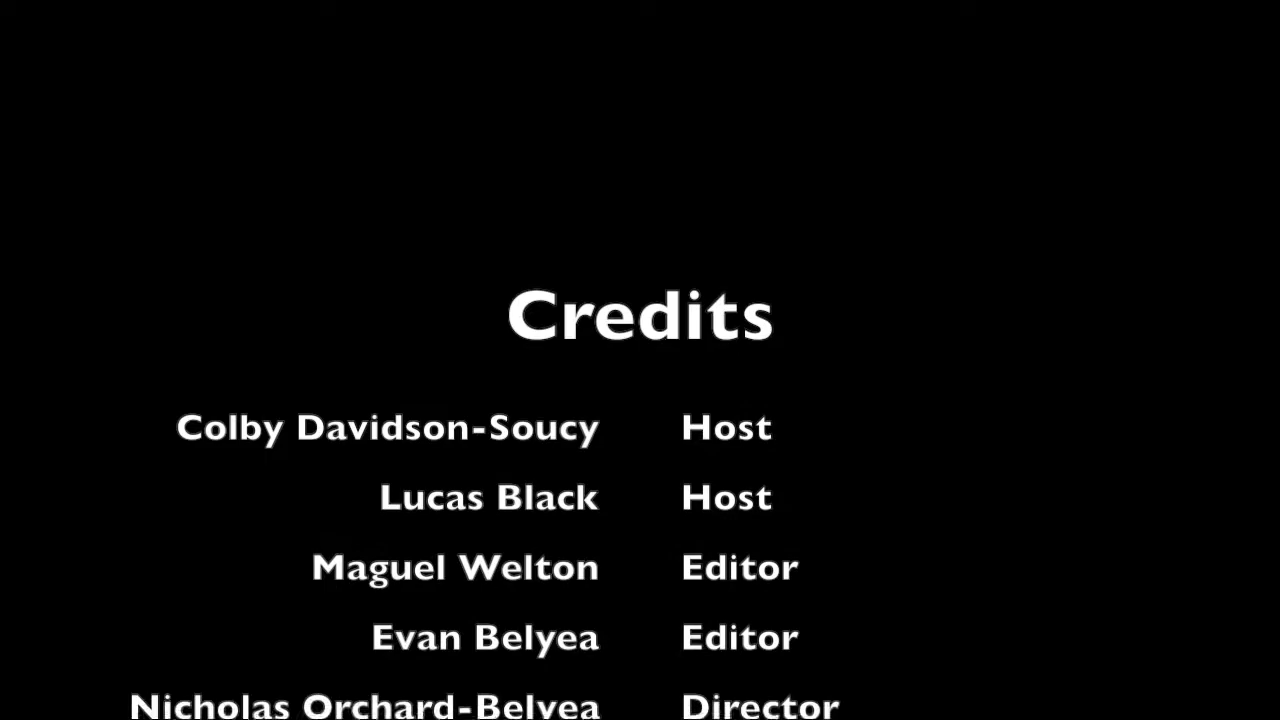 Credits
Colby Davidson-Soucy Host
Lucas Black Host
Maguel Welton Editor
Evan Belyea Editor
Nicholas Orchard-Belyea Director